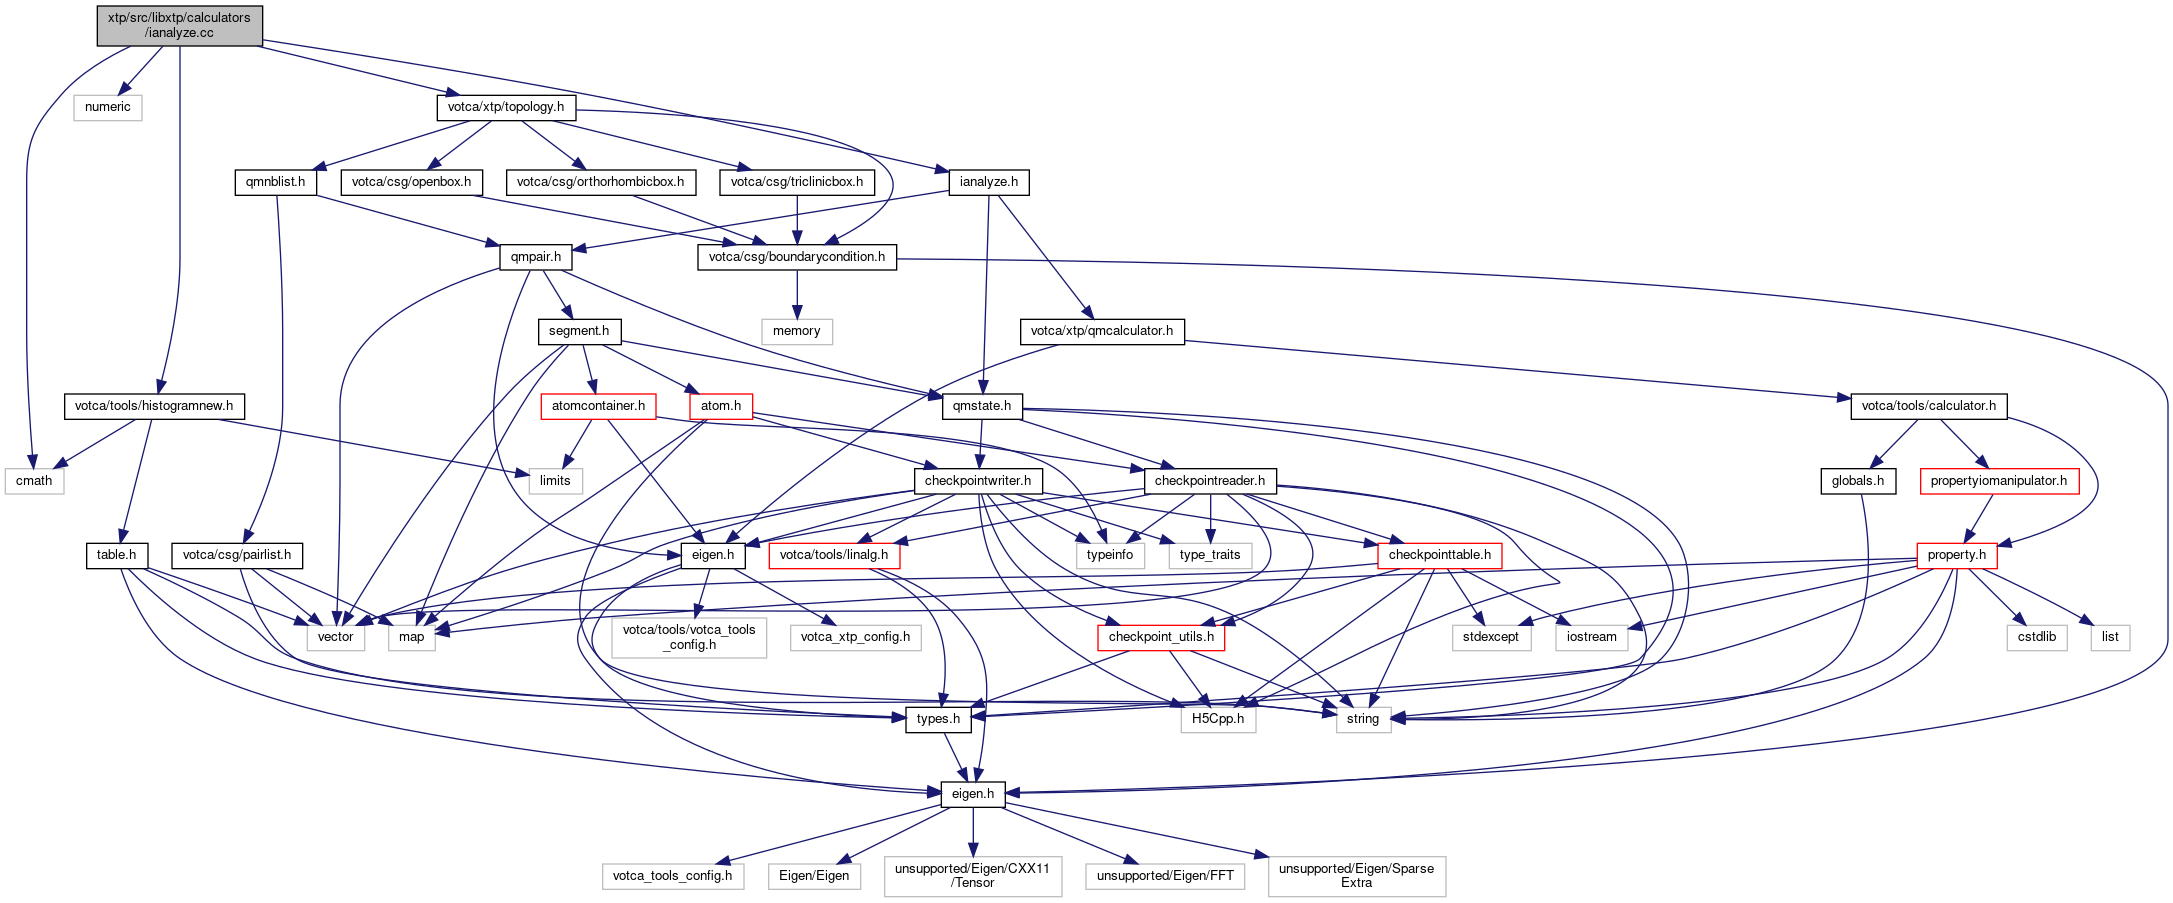 xtp/src/libxtp/calculators
/ianalyze.cc
numeric
votca/xtp/topology.h
qmnblist.h
votca/csg/openbox.h
votca/csg/orthorhombicbox.h
votca/csg/triclinicbox.h
ianalyze.h
qmpair.h
votca/csg/boundarycondition.h
segment.h
memory
votca/xtp/qmcalculator.h
votca/tools/histogramnew.h
atomcontainer.h
atom.h
qmstate.h
votca/tools/calculator.h
cmath
limits
checkpointwriter.h
checkpointreader.h
globals.h
propertyiomanipulator.h
table.h
votca/csg/pairlist.h
eigen.h
votca/tools/linalg.h
typeinfo
type_traits
checkpointtable.h
property.h
vector
map
votca/tools/votca_tools
_config.h
votca_xtp_config.h
checkpoint_utils.h
stdexcept
iostream
cstdlib
list
types.h
H5Cpp.h
string
eigen.h
votca_tools_config.h
Eigen/Eigen
unsupported/Eigen/CXX11
/Tensor
unsupported/Eigen/FFT
unsupported/Eigen/Sparse
Extra